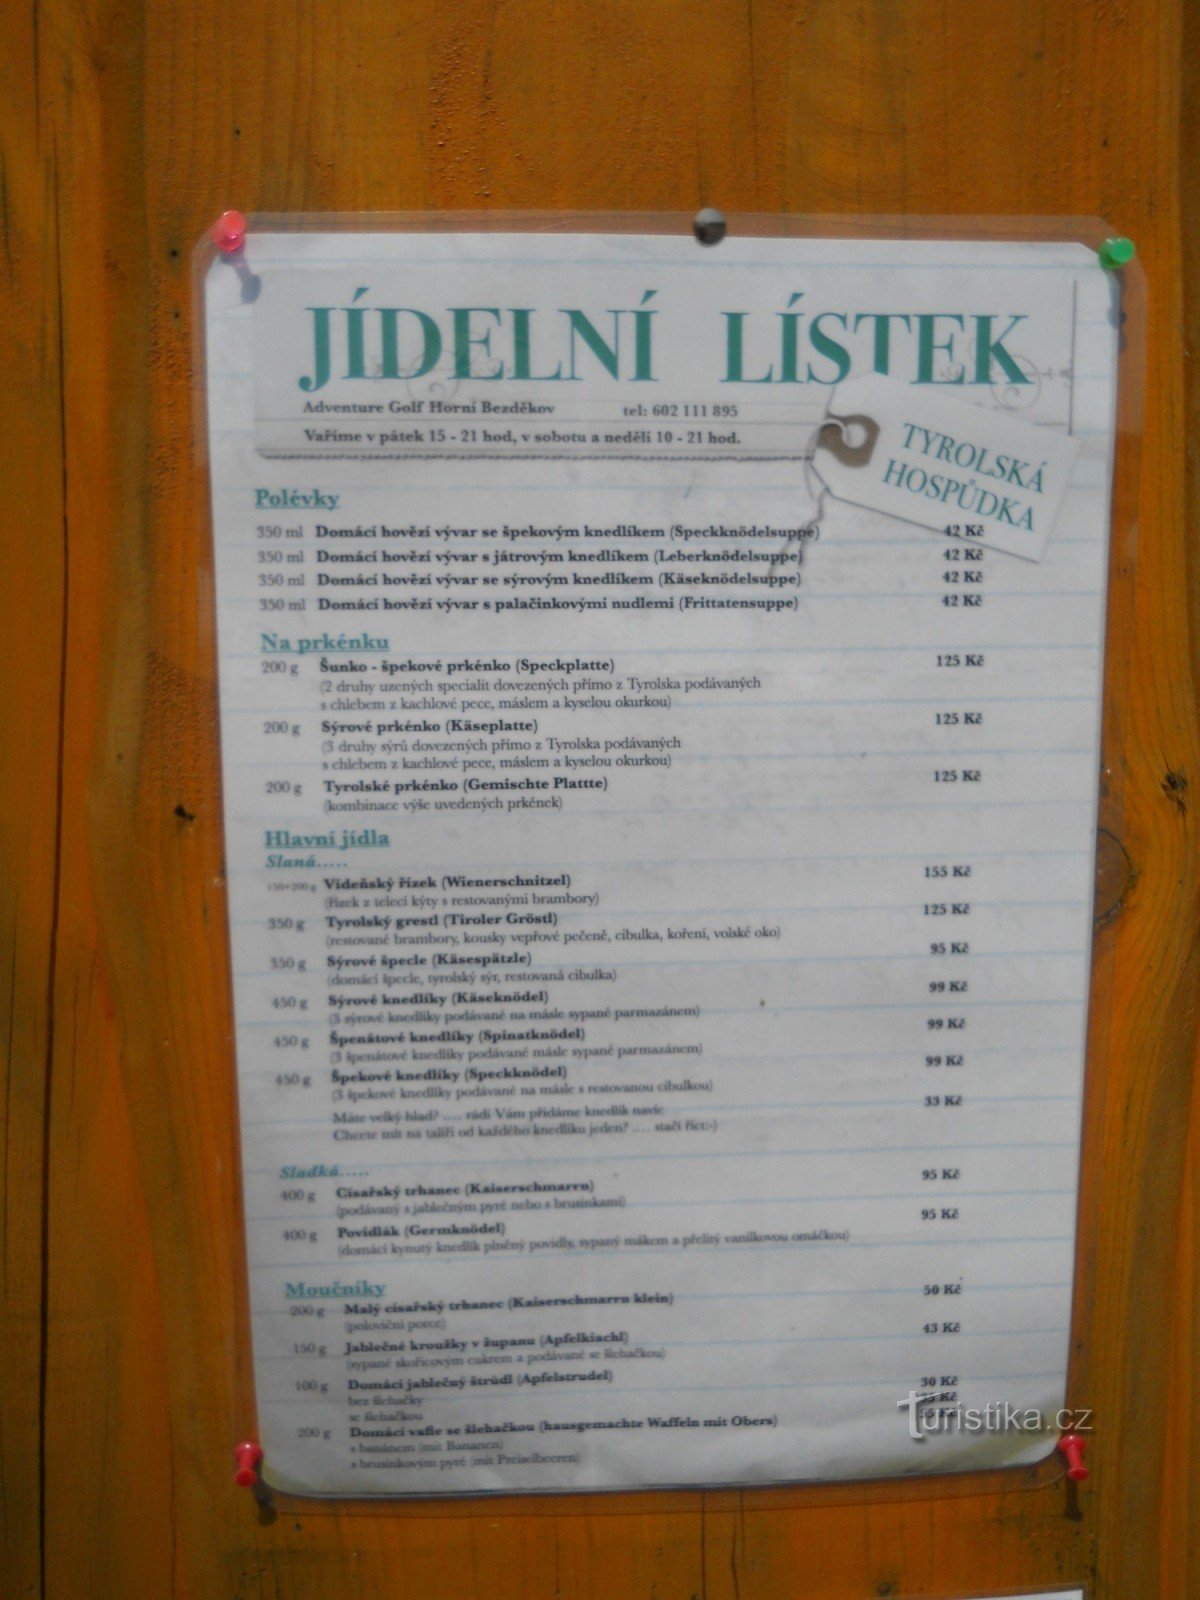 JÍDELNÍ LÍSTEK
Adventure Golf Horní Bezděkov tel: 602 111 895
Vaříme v pátek 15 - 21 hod, v sobotu a neděli 10 - 21 hod.
TYROLSKÁ
HOSPŮDKA
Polévky
350 ml Domácí hovězí vývar se špekovým knedlíkem (Speckknödelsuppe) 42 Kč
350 ml Domácí hovězí vývar s játrovým knedlíkem (Leberknödelsuppe) 42 Kč
350 ml Domácí hovězí vývar se sýrovým knedlíkem (Käseknödelsuppe) 42 Kč
350 ml Domácí hovězí vývar s palačinkovými nudlemi (Frittatensuppe) 42 Kč
Na prkénku
200 g Šunko - špekové prkénko (Speckplatte) 125 Kč
(2 druhy uzených specialit dovezených přímo z Tyrolska podávaných
s chlebem z kachlové pece, máslem a kyselou okurkou)
200 g Sýrové prkénko (Käseplatte) 125 Kč
(3 druhy sýrů dovezených přímo z Tyrolska podávaných
s chlebem z kachlové pece, máslem a kyselou okurkou)
200 g Tyrolské prkénko (Gemischte Plattte) 125 Kč
(kombinace výše uvedených prkének)
Hlavní jídla
Slaná.....
150+200 g Vídeňský řízek (Wienerschnitzel) 155 Kč
(řízek z telecí kýty s restovanými brambory)
350 g Tyrolský grestl (Tiroler Gröstl) 125 Kč
(restované brambory, kousky vepřové pečeně, cibulka, koření, volské oko)
350 g Sýrové špecle (Käsespätzle) 95 Kč
(domácí špecle, tyrolský sýr, restovaná cibulka)
450 g Sýrové knedlíky (Käseknödel) 99 Kč
(3 sýrové knedlíky podávané na másle sypané parmazánem)
450 g Špenátové knedlíky (Spinatknödel) 99 Kč
(3 špenátové knedlíky podávané másle sypané parmazánem)
450 g Špekové knedlíky (Speckknödel) 99 Kč
(3 špekové knedlíky podávané na másle s restovanou cibulkou)
Máte velký hlad? .... rádi Vám přidáme knedlík navíc 33 Kč
Chcete mít na talíři od každého knedlíku jeden? .... stačí říct:-)
Sladká.....
400 g Císařský trhanec (Kaiserschmarrn) 95 Kč
(podávaný s jablečným pyré nebo s brusinkami)
400 g Povidlák (Germknödel) 95 Kč
(domácí kynutý knedlík plněný povidly, sypaný mákem a přelitý vanilkovou omáčkou)
Moučníky
200 g Malý císařský trhanec (Kaiserschmarrn klein) 50 Kč
(poloviční porce)
150 g Jablečné kroužky v županu (Apfelkiachl) 43 Kč
(sypané skořicovým cukrem a podávané se šlehačkou)
100 g Domácí jablečný štrúdl (Apfelstrudel)
bez šlehačky 30 Kč
se šlehačkou 35 Kč
200 g Domácí vafle se šlehačkou (hausgemachte Waffeln mit Obers) Kč
s banánem (mit Bananen)
s brusinkovým pyré (mit Preiselbeeren)
Turistika.cz